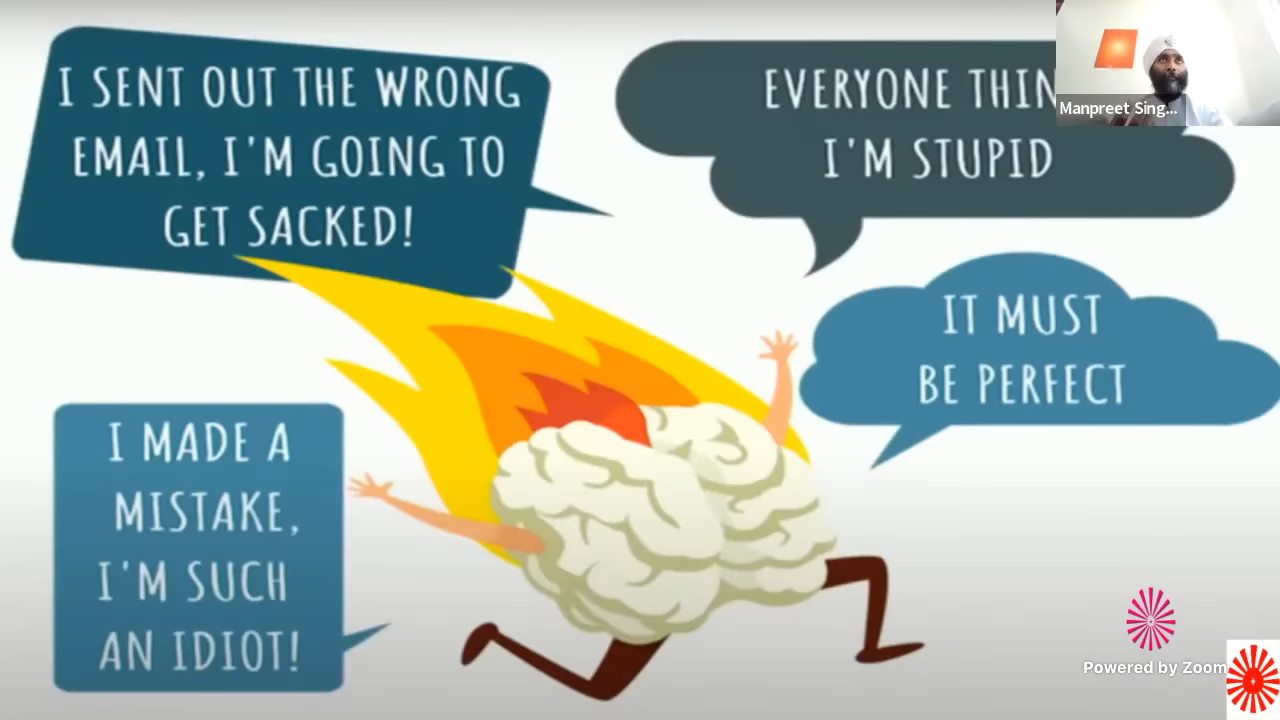 I SENT OUT THE WRONG
EMAIL, I'M GOING TO
GET SACKED!
EVERYONE
I'M STUPID
Manpreet Sing...
IT MUST
BE PERFECT
I MADE A
MISTAKE,
I'M SUCH
AN IDIOT!
Powered by Zoom